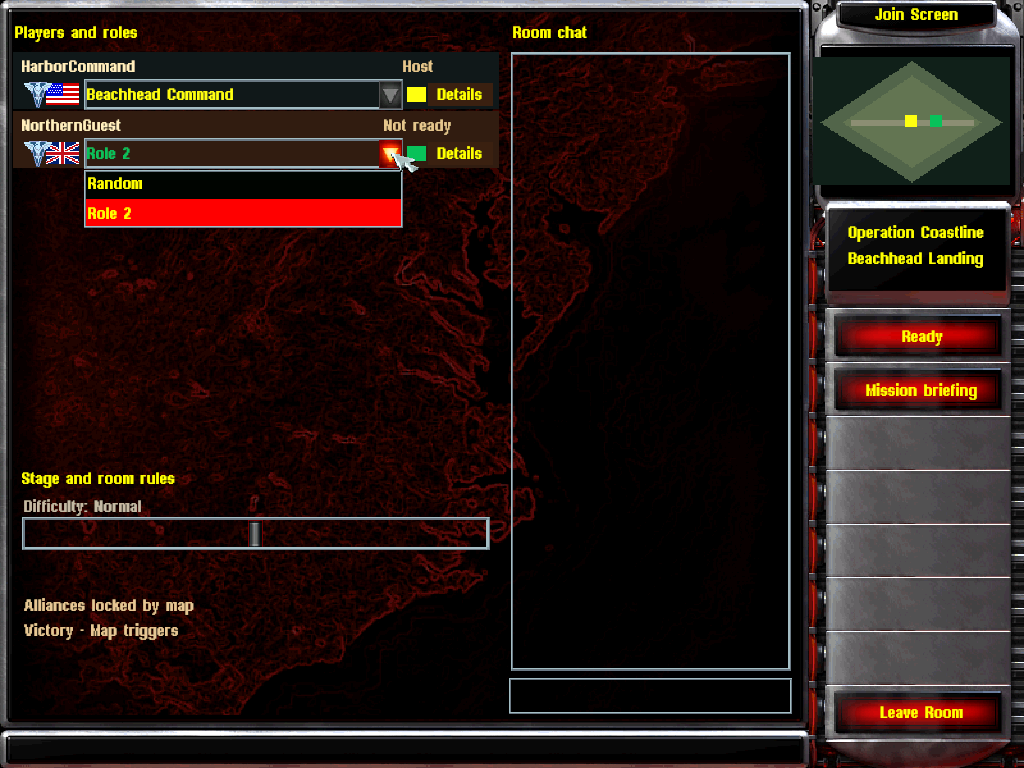 Join Screen
Players and roles
Room chat
HarborCommand
Host
Beachhead Command
Details
NorthernGuest
Not ready
Role 2
Details
Random
Role 2
Operation Coastline
Beachhead Landing
Ready
Mission briefing
Stage and room rules
Difficulty: Normal
Alliances locked by map
Victory - Map triggers
Leave Room